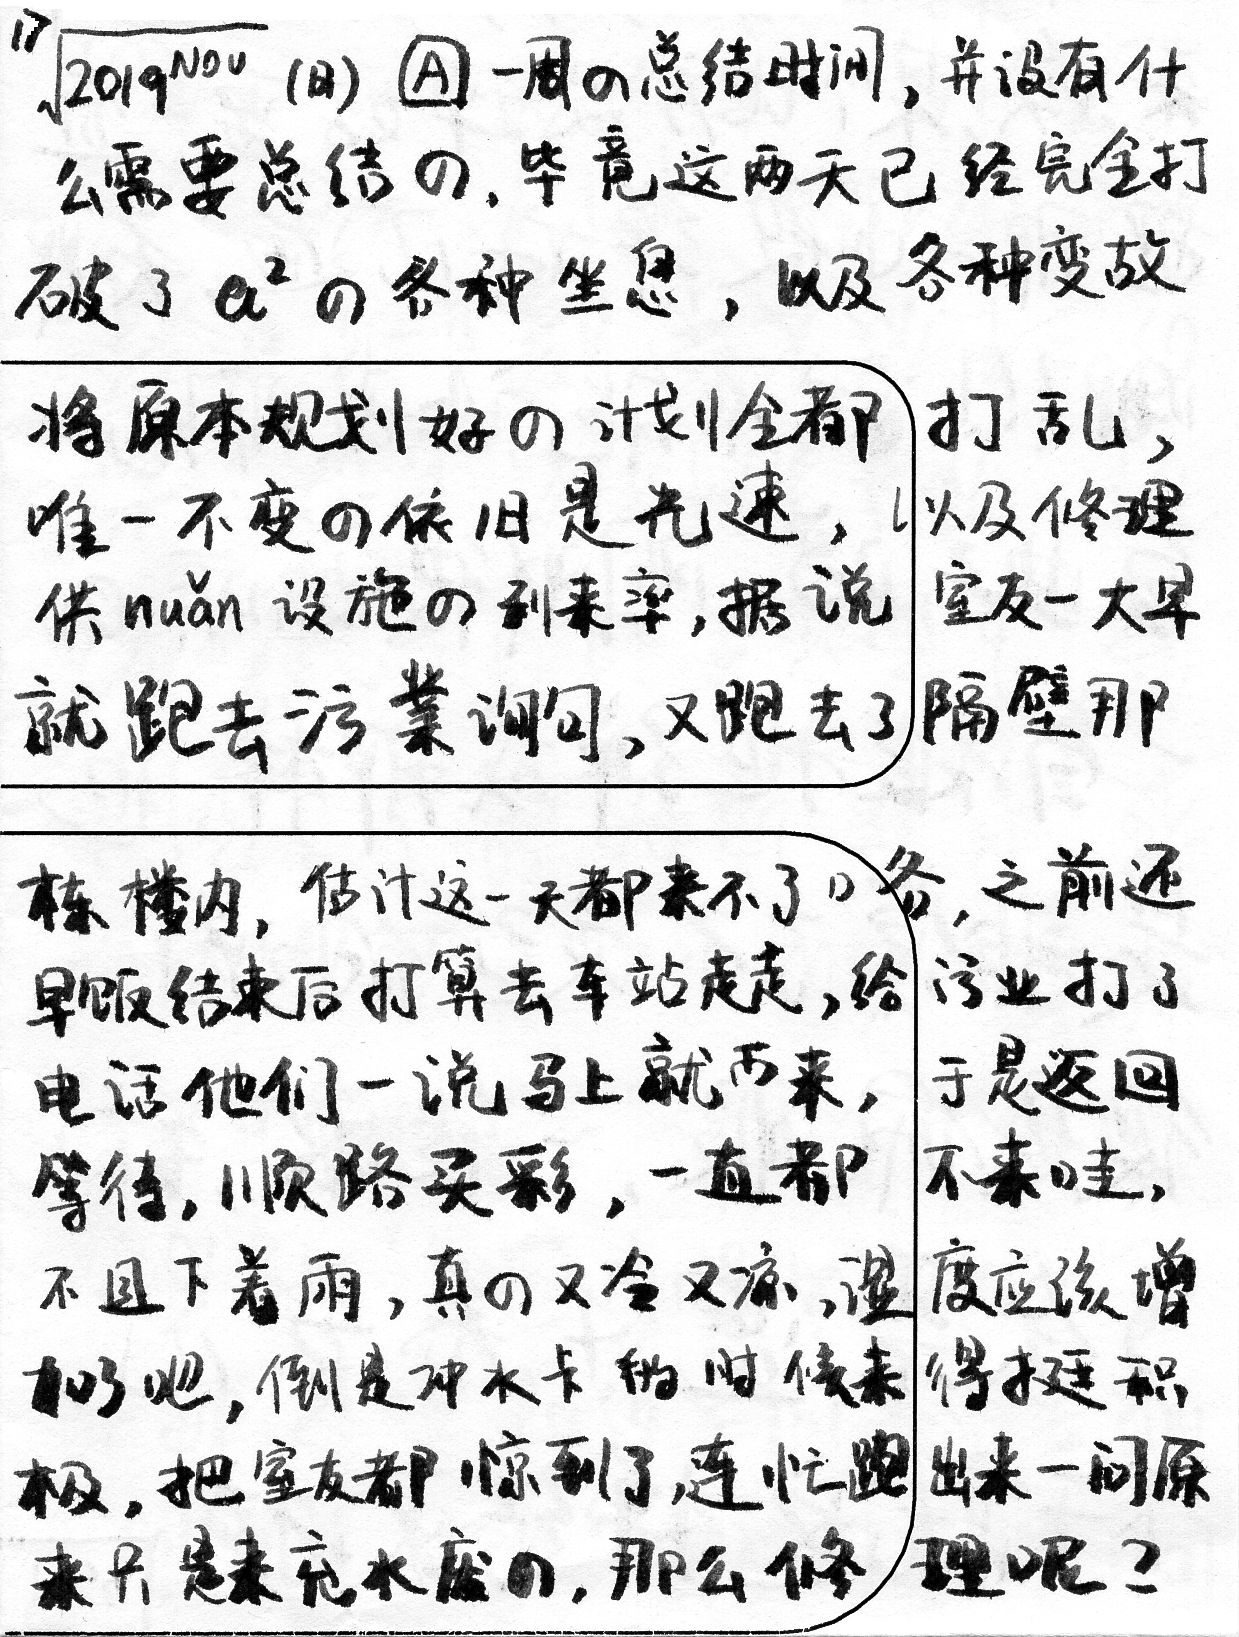 17 2019NOV (日) A 一周の总结时间，并没有什
么需要总结の，毕竟这两天已经完全打
破了a²の各种坐息，以及各种变故
将原本规划好の计划全都打乱，
唯一不变の依旧是光速，以及修理
供nuǎn设施の到来率，据说室友一大早
就跑去污業询问，又跑去了隔壁那
栋楼内，估计这一天都来不了咯，之前还
早饭结束后打算去车站走走，给污业打了
电话他们一说马上就而来，于是返回
等待，顺路买彩，一直都不来哇，
不且下着雨，真の又冷又凉，湿度应该增
加了吧，倒是冲水卡 时候来得挺积
极，把室友都惊到了，连忙跑出来一问原
来只是来充水废の，那么修理呢？